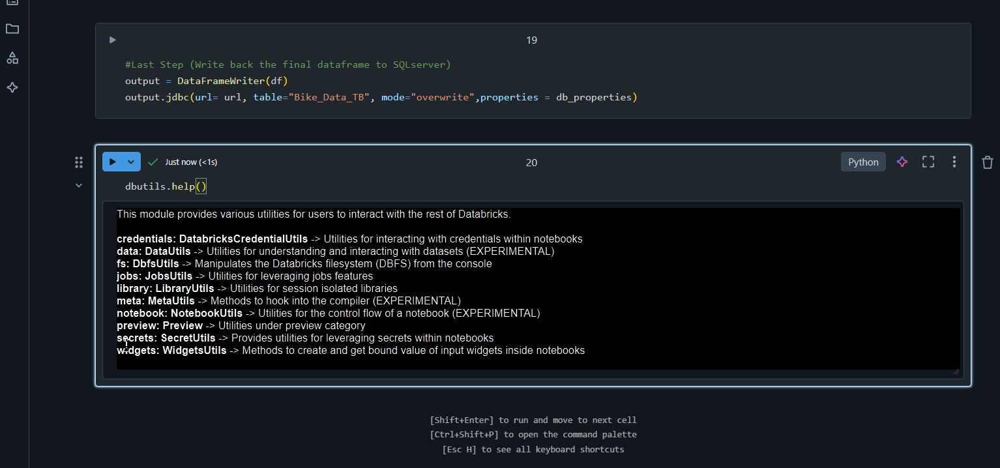 19
#Last Step (Write back the final dataframe to SQLserver)
output = DataFrameWriter(df)
output.jdbc(url= url, table="Bike_Data_TB", mode="overwrite",properties = db_properties)
Just now (<1s)
20
Python
dbutils.help()
This module provides various utilities for users to interact with the rest of Databricks.
credentials: DatabricksCredentialUtils -> Utilities for interacting with credentials within notebooks
data: DataUtils -> Utilities for understanding and interacting with datasets (EXPERIMENTAL)
fs: DbfsUtils -> Manipulates the Databricks filesystem (DBFS) from the console
jobs: JobsUtils -> Utilities for leveraging jobs features
library: LibraryUtils -> Utilities for session isolated libraries
meta: MetaUtils -> Methods to hook into the compiler (EXPERIMENTAL)
notebook: NotebookUtils -> Utilities for the control flow of a notebook (EXPERIMENTAL)
preview: Preview -> Utilities under preview category
secrets: SecretUtils -> Provides utilities for leveraging secrets within notebooks
widgets: WidgetsUtils -> Methods to create and get bound value of input widgets inside notebooks
[Shift+Enter] to run and move to next cell
[Ctrl+Shift+P] to open the command palette
[Esc H] to see all keyboard shortcuts